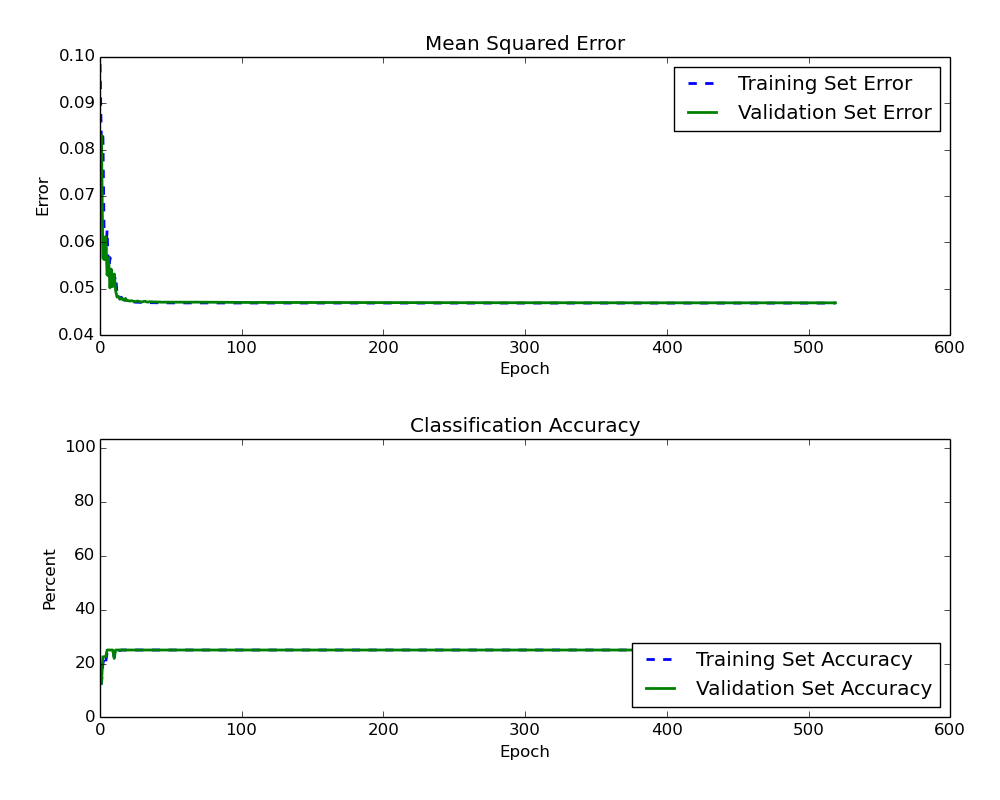 Mean Squared Error
0.10
0.09
0.08
0.07
0.06
0.05
0.04
Error
Training Set Error
Validation Set Error
0 100 200 300 400 500 600
Epoch
Classification Accuracy
100
80
60
40
20
0
Percent
Training Set Accuracy
Validation Set Accuracy
0 100 200 300 400 500 600
Epoch